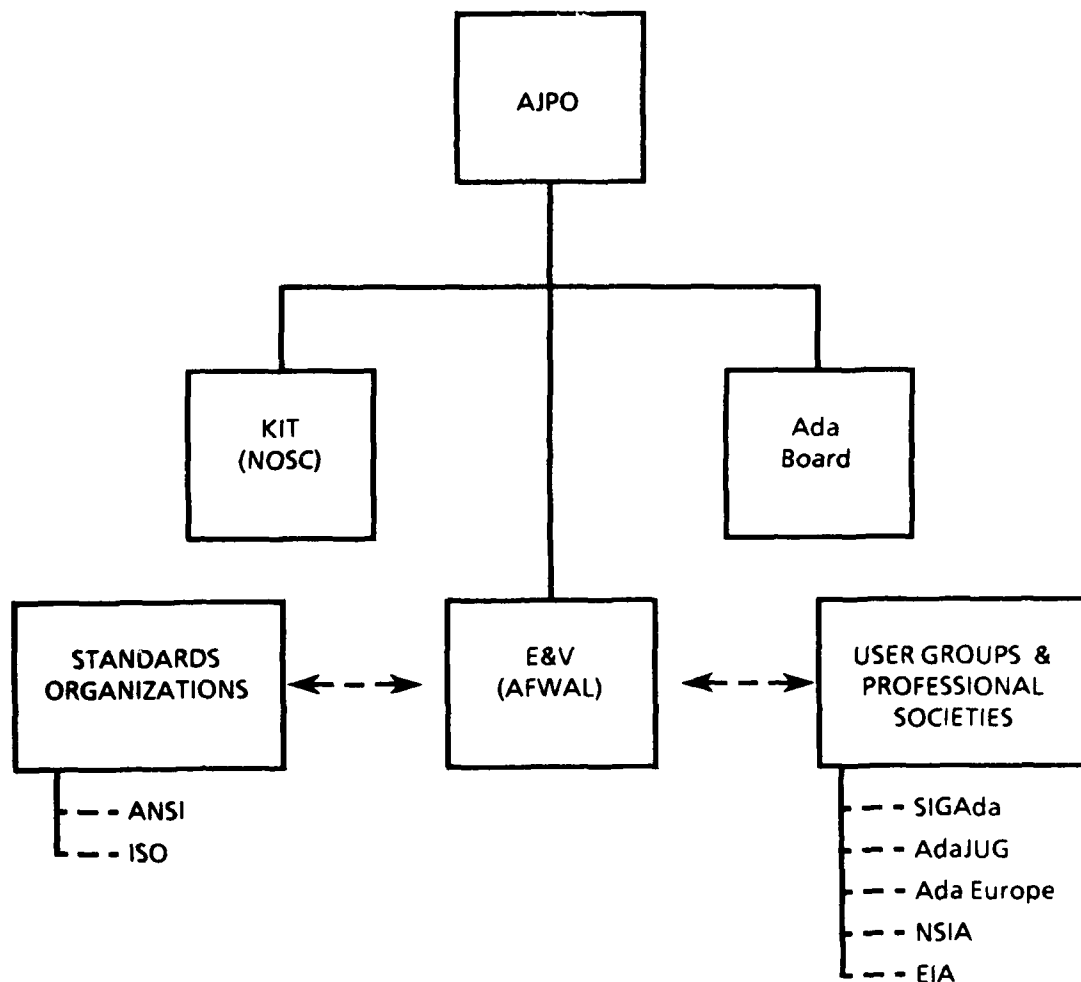 AJPO
KIT
(NOSC)
Ada
Board
STANDARDS
ORGANIZATIONS
E&V
(AFWAL)
USER GROUPS &
PROFESSIONAL
SOCIETIES
ANSI
ISO
SIGAda
AdaJUG
Ada Europe
NSIA
EIA